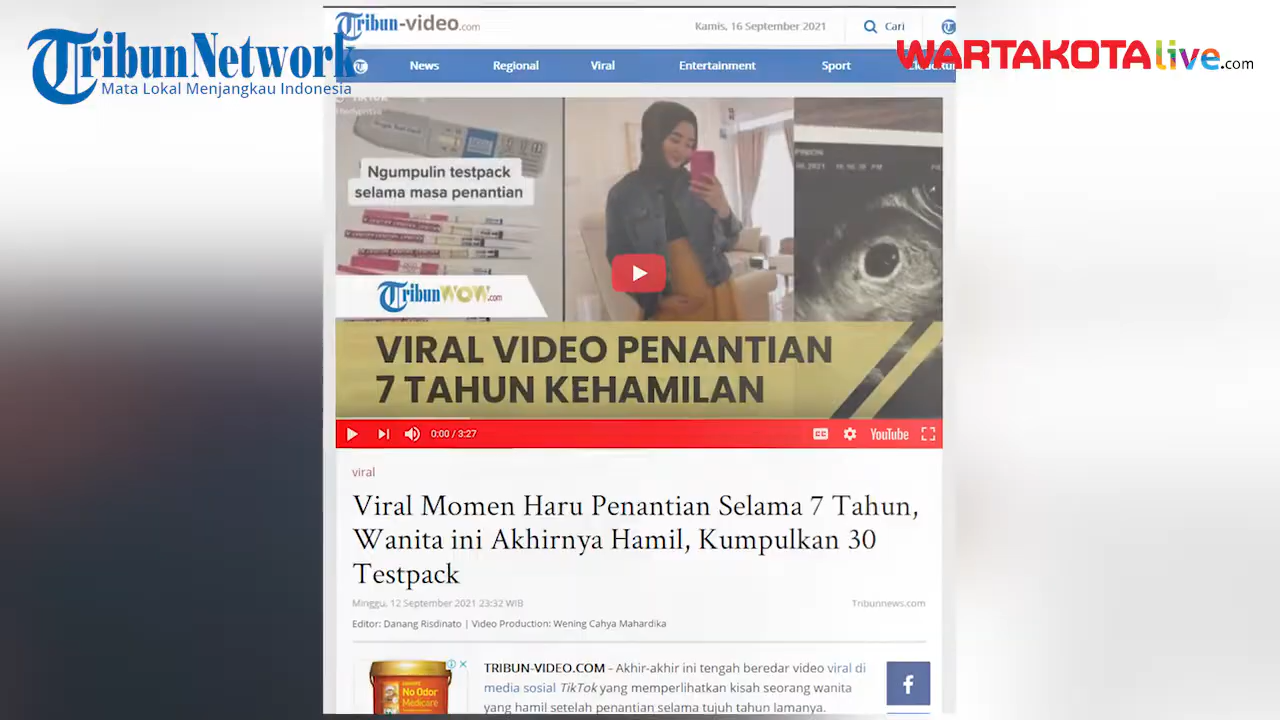 TribunNetwork
Mata Lokal Menjangkau Indonesia
Tribun-video.com
Kamis, 16 September 2021
Cari
WARTAKOTAlive.com
News
Regional
Viral
Entertainment
Sport
Ngumpulin testpack
selama masa penantian
TribunWOW.com
VIRAL VIDEO PENANTIAN
7 TAHUN KEHAMILAN
0:00 / 3:27
CC
YouTube
viral
Viral Momen Haru Penantian Selama 7 Tahun,
Wanita ini Akhirnya Hamil, Kumpulkan 30
Testpack
Minggu, 12 September 2021 23:32 WIB
Tribunnews.com
Editor: Danang Risdinato | Video Production: Wening Cahya Mahardika
No Odor
Medicare
TRIBUN-VIDEO.COM - Akhir-akhir ini tengah beredar video viral di
media sosial TikTok yang memperlihatkan kisah seorang wanita
yang hamil setelah penantian selama tujuh tahun lamanya.